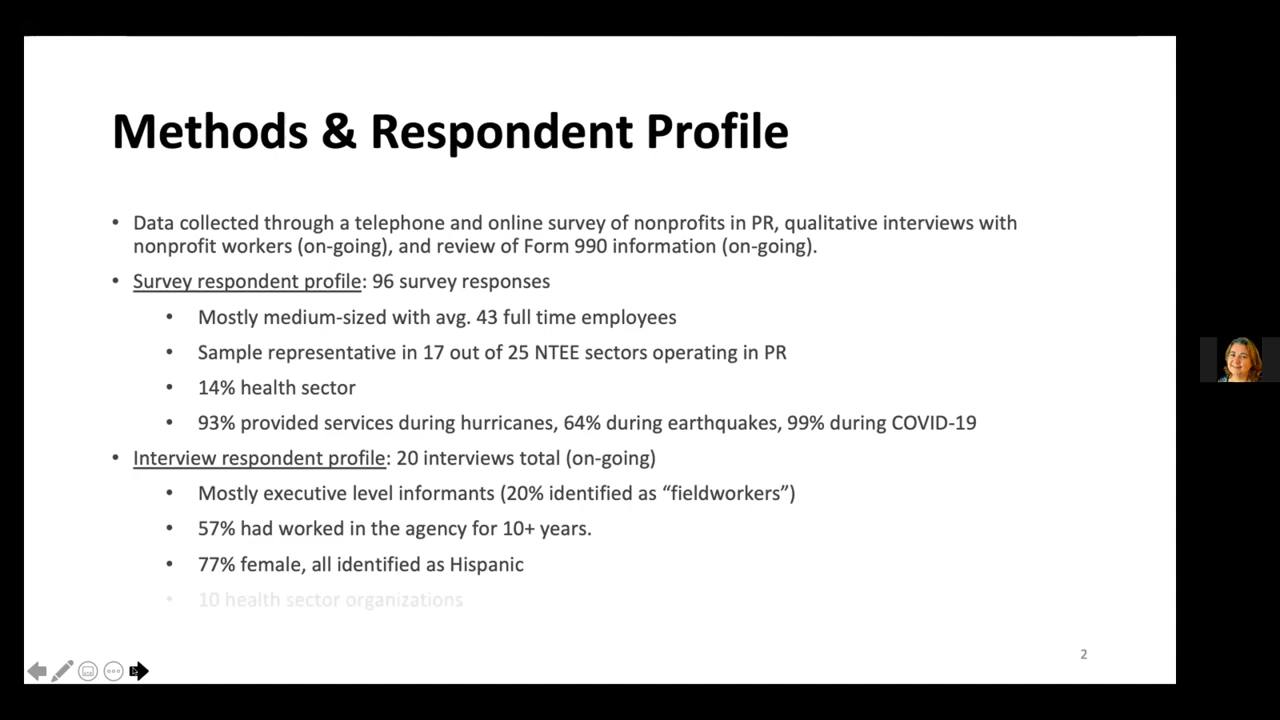 Methods & Respondent Profile
• Data collected through a telephone and online survey of nonprofits in PR, qualitative interviews with
nonprofit workers (on-going), and review of Form 990 information (on-going).
• Survey respondent profile: 96 survey responses
• Mostly medium-sized with avg. 43 full time employees
• Sample representative in 17 out of 25 NTEE sectors operating in PR
• 14% health sector
• 93% provided services during hurricanes, 64% during earthquakes, 99% during COVID-19
• Interview respondent profile: 20 interviews total (on-going)
• Mostly executive level informants (20% identified as “fieldworkers”)
• 57% had worked in the agency for 10+ years.
• 77% female, all identified as Hispanic
• 10 health sector organizations
2